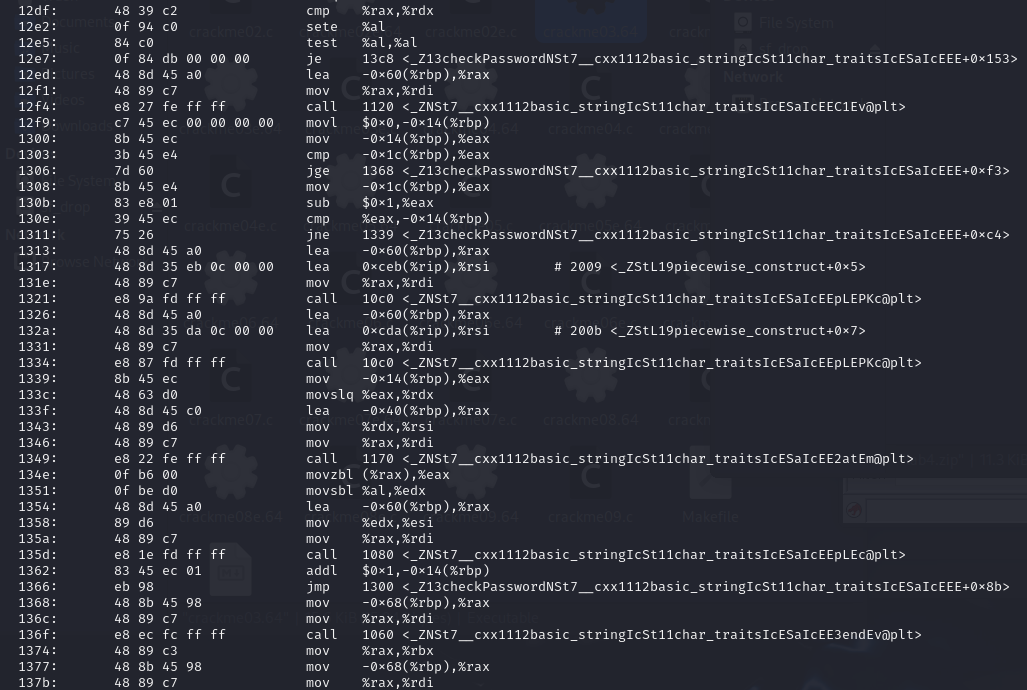 12df: 48 39 c2 cmp %rax,%rdx
12e2: 0f 94 c0 sete %al
12e5: 84 c0 test %al,%al
12e7: 0f 84 db 00 00 00 je 13c8 <_Z13checkPasswordNSt7__cxx1112basic_stringIcSt11char_traitsIcESaIcEEE+0×153>
12ed: 48 8d 45 a0 lea -0×60(%rbp),%rax
12f1: 48 89 c7 mov %rax,%rdi
12f4: e8 27 fe ff ff call 1120 <_ZNSt7__cxx1112basic_stringIcSt11char_traitsIcESaIcEEC1Ev@plt>
12f9: c7 45 ec 00 00 00 00 movl $0×0,-0×14(%rbp)
1300: 8b 45 ec mov -0×14(%rbp),%eax
1303: 3b 45 e4 cmp -0×1c(%rbp),%eax
1306: 7d 60 jge 1368 <_Z13checkPasswordNSt7__cxx1112basic_stringIcSt11char_traitsIcESaIcEEE+0×f3>
1308: 8b 45 e4 mov -0×1c(%rbp),%eax
130b: 83 e8 01 sub $0×1,%eax
130e: 39 45 ec cmp %eax,-0×14(%rbp)
1311: 75 26 jne 1339 <_Z13checkPasswordNSt7__cxx1112basic_stringIcSt11char_traitsIcESaIcEEE+0×c4>
1313: 48 8d 45 a0 lea -0×60(%rbp),%rax
1317: 48 8d 35 eb 0c 00 00 lea 0×ceb(%rip),%rsi # 2009 <_ZStL19piecewise_construct+0×5>
131e: 48 89 c7 mov %rax,%rdi
1321: e8 9a fd ff ff call 10c0 <_ZNSt7__cxx1112basic_stringIcSt11char_traitsIcESaIcEEpLEPKc@plt>
1326: 48 8d 45 a0 lea -0×60(%rbp),%rax
132a: 48 8d 35 da 0c 00 00 lea 0×cda(%rip),%rsi # 200b <_ZStL19piecewise_construct+0×7>
1331: 48 89 c7 mov %rax,%rdi
1334: e8 87 fd ff ff call 10c0 <_ZNSt7__cxx1112basic_stringIcSt11char_traitsIcESaIcEEpLEPKc@plt>
1339: 8b 45 ec mov -0×14(%rbp),%eax
133c: 48 63 d0 movslq %eax,%rdx
133f: 48 8d 45 c0 lea -0×40(%rbp),%rax
1343: 48 89 d6 mov %rdx,%rsi
1346: 48 89 c7 mov %rax,%rdi
1349: e8 22 fe ff ff call 1170 <_ZNSt7__cxx1112basic_stringIcSt11char_traitsIcESaIcEE2atEm@plt>
134e: 0f b6 00 movzbl (%rax),%eax
1351: 0f be d0 movsbl %al,%edx
1354: 48 8d 45 a0 lea -0×60(%rbp),%rax
1358: 89 d6 mov %edx,%esi
135a: 48 89 c7 mov %rax,%rdi
135d: e8 1e fd ff ff call 1080 <_ZNSt7__cxx1112basic_stringIcSt11char_traitsIcESaIcEEpLEc@plt>
1362: 83 45 ec 01 addl $0×1,-0×14(%rbp)
1366: eb 98 jmp 1300 <_Z13checkPasswordNSt7__cxx1112basic_stringIcSt11char_traitsIcESaIcEEE+0×8b>
1368: 48 8b 45 98 mov -0×68(%rbp),%rax
136c: 48 89 c7 mov %rax,%rdi
136f: e8 ec fc ff ff call 1060 <_ZNSt7__cxx1112basic_stringIcSt11char_traitsIcESaIcEE3endEv@plt>
1374: 48 89 c3 mov %rax,%rbx
1377: 48 8b 45 98 mov -0×68(%rbp),%rax
137b: 48 89 c7 mov %rax,%rdi